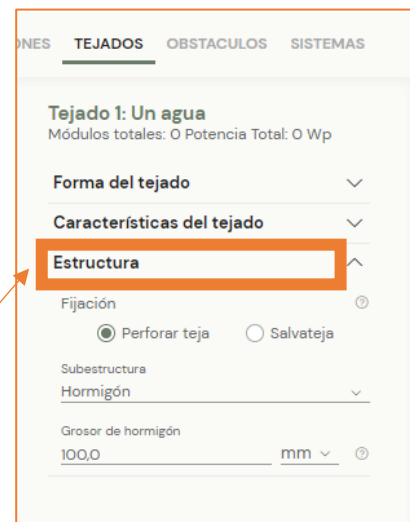 ONES TEJADOS OBSTACULOS SISTEMAS
Tejado 1: Un agua
Módulos totales: 0 Potencia Total: 0 Wp
Forma del tejado
Características del tejado
Estructura
Fijación
Perforar teja Salvateja
Subestructura
Hormigón
Grosor de hormigón
100,0 mm